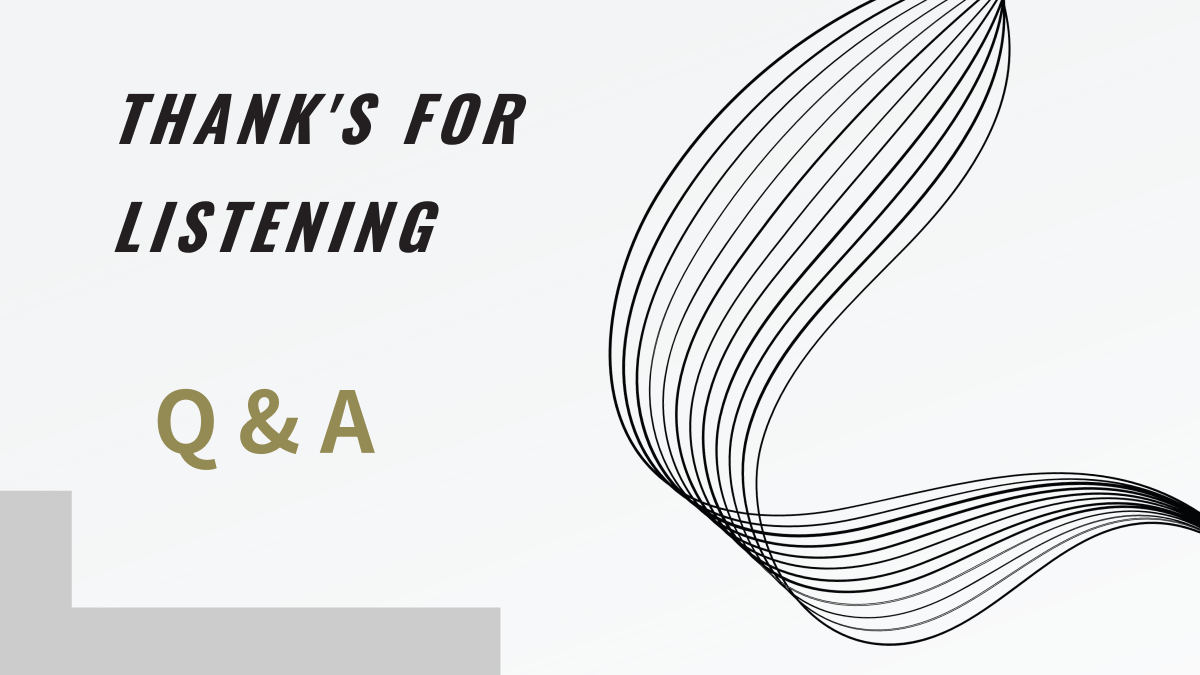 THANK'S FOR
LISTENING
Q & A